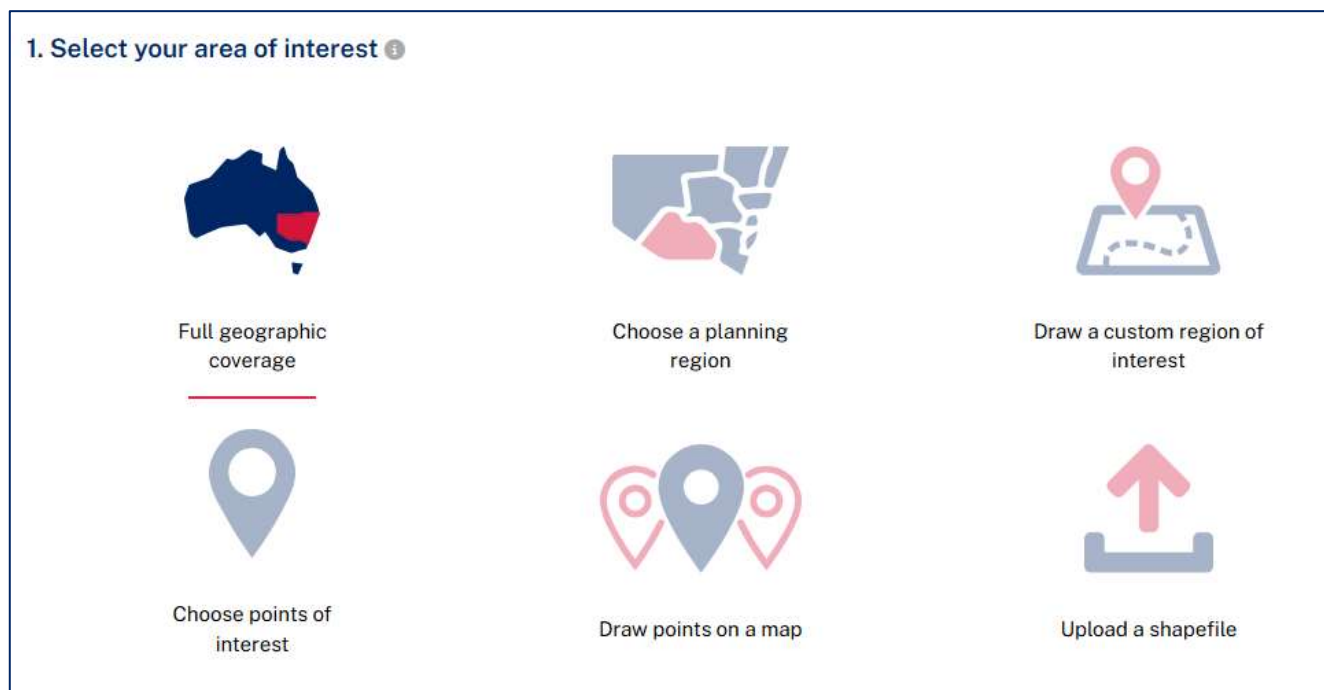 1. Select your area of interest
Full geographic
coverage
Choose a planning
region
Draw a custom region of
interest
Choose points of
interest
Draw points on a map
Upload a shapefile